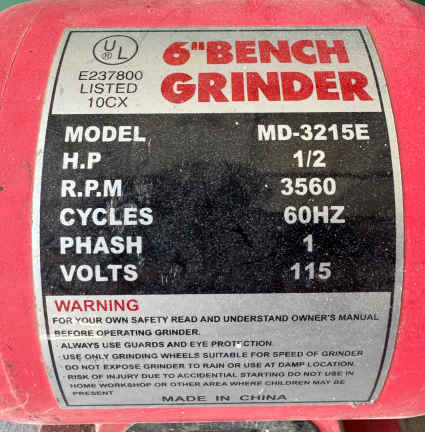 UL
®
E237800
LISTED
10CX
6"BENCH
GRINDER
MODEL MD-3215E
H.P 1/2
R.P.M 3560
CYCLES 60HZ
PHASH 1
VOLTS 115
WARNING
FOR YOUR OWN SAFETY READ AND UNDERSTAND OWNER'S MANUAL
BEFORE OPERATING GRINDER.
· ALWAYS USE GUARDS AND EYE PROTECTION.
· USE ONLY GRINDING WHEELS SUITABLE FOR SPEED OF GRINDER
· DO NOT EXPOSE GRINDER TO RAIN OR USE AT DAMP LOCATION.
· RISK OF INJURY DUE TO ACCIDENTIAL STARTING DO NOT USE IN
HOME WORKSHOP OR OTHER AREA WHERE CHILDREN MAY BE
PRESENT
MADE IN CHINA